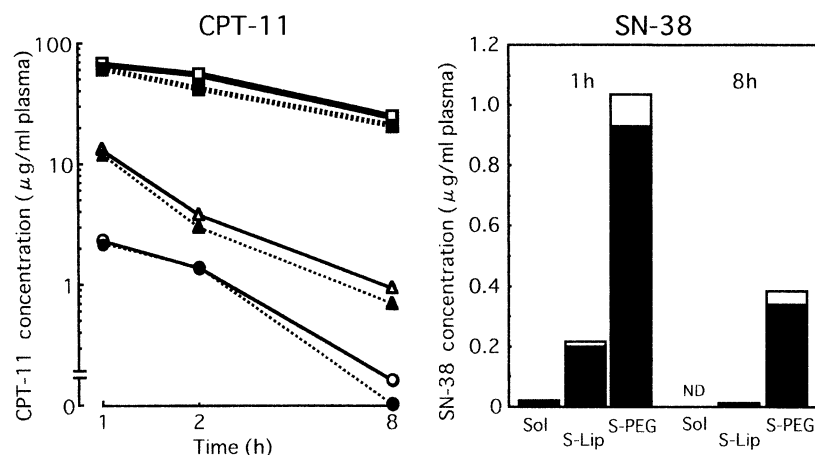 CPT-11
CPT-11 concentration (μg/ml plasma)
100
10
1
0
1
2
8
Time (h)
SN-38
SN-38 concentration (μg/ml plasma)
1.2
1.0
0.8
0.6
0.4
0.2
0
1h
8h
ND
Sol
S-Lip
S-PEG
Sol
S-Lip
S-PEG